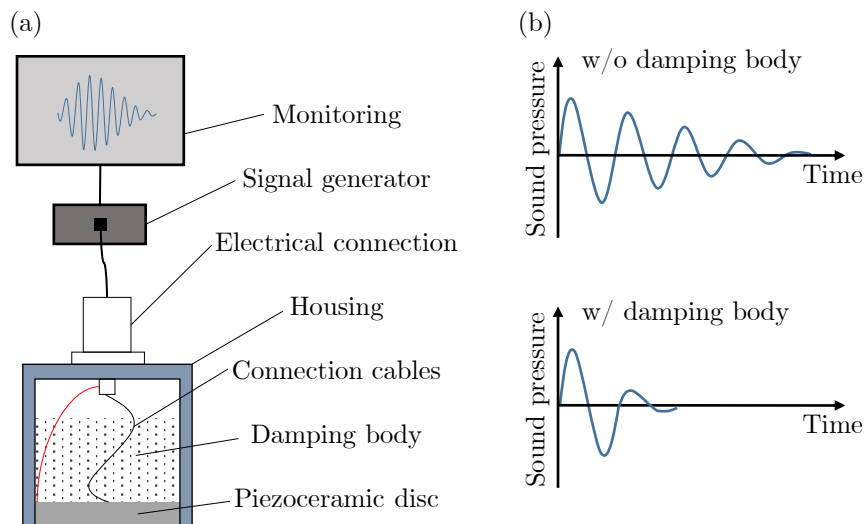 (a)
Monitoring
Signal generator
Electrical connection
Housing
Connection cables
Damping body
Piezoceramic disc
(b)
w/o damping body
Sound pressure
Time
w/ damping body
Sound pressure
Time